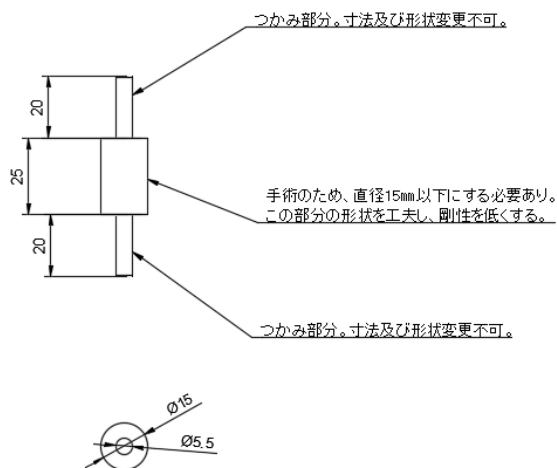 つかみ部分。寸法及び形状変更不可。
20
25
手術のため、直径15mm以下にする必要あり。
この部分の形状を工夫し、剛性を低くする。
20
つかみ部分。寸法及び形状変更不可。
Ø15
Ø5.5